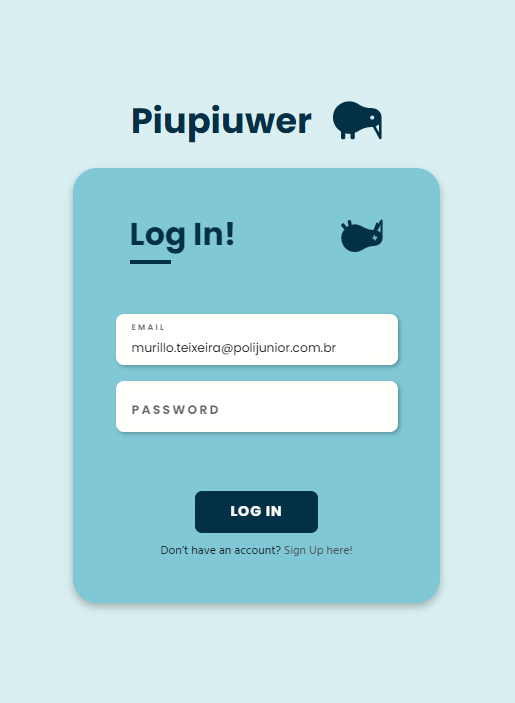 Piupiuwer
Log In!
EMAIL
murillo.teixeira@polijunior.com.br
PASSWORD
LOG IN
Don't have an account? Sign Up here!